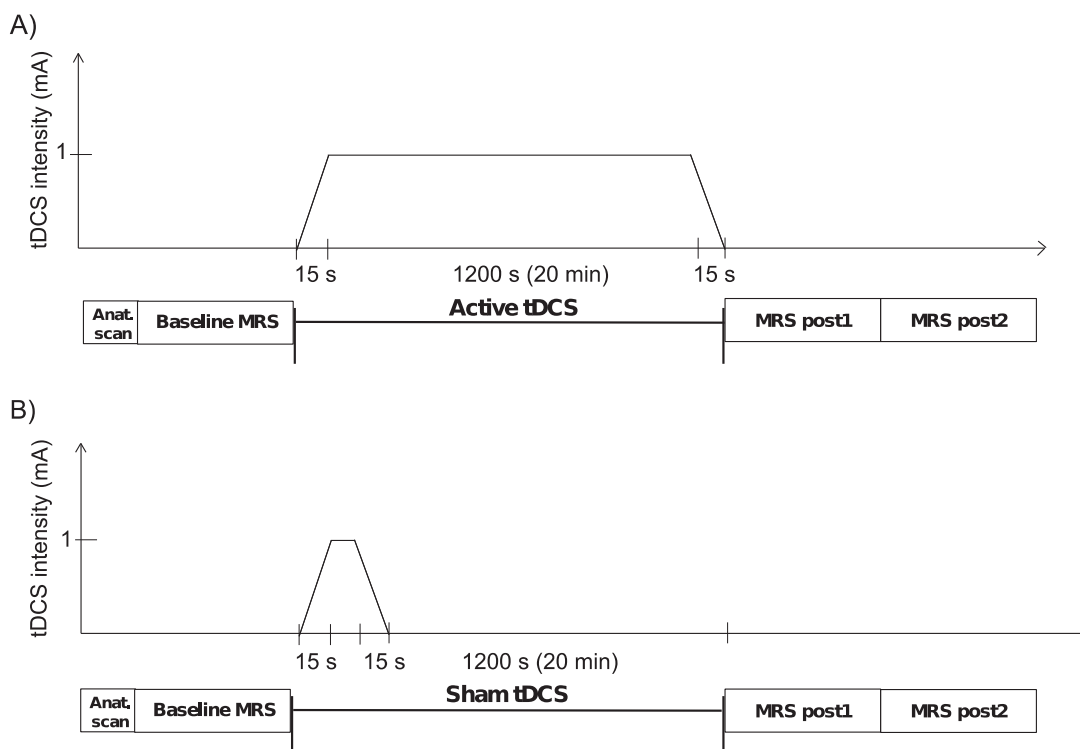 A)
tDCS intensity (mA)
1
15 s
1200 s (20 min)
15 s
Active tDCS
Anat.
scan
Baseline MRS
MRS post1
MRS post2
B)
tDCS intensity (mA)
1
15 s
15 s
1200 s (20 min)
Sham tDCS
Anat.
scan
Baseline MRS
MRS post1
MRS post2